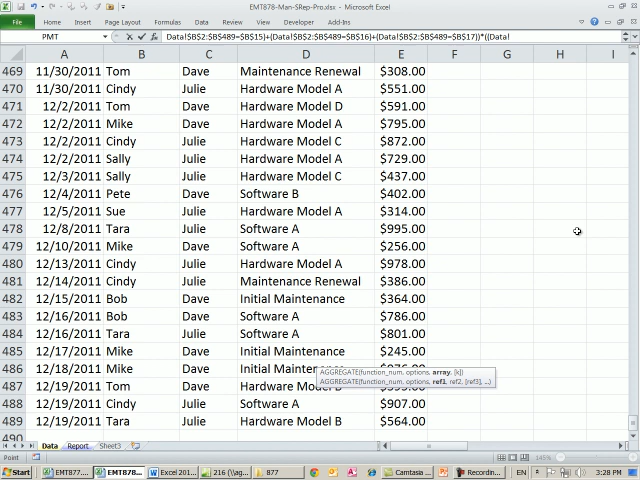 EMT878-Man-SRep-Pro.xlsx - Microsoft Excel
File Home Insert Page Layout Formulas Data Review View Developer Add-Ins
PMT Data!$B$2:$B$489=$B$15)+(Data!$B$2:$B$489=$B$16)+(Data!$B$2:$B$489=$B$17))*((Data!
A B C D E F G H I
469 11/30/2011 Tom Dave Maintenance Renewal $308.00
470 11/30/2011 Cindy Julie Hardware Model A $551.00
471 12/2/2011 Tom Dave Hardware Model D $591.00
472 12/2/2011 Mike Dave Hardware Model A $795.00
473 12/2/2011 Cindy Julie Hardware Model C $872.00
474 12/2/2011 Sally Julie Hardware Model A $729.00
475 12/3/2011 Sally Julie Hardware Model C $437.00
476 12/4/2011 Pete Dave Software B $402.00
477 12/5/2011 Sue Julie Hardware Model A $314.00
478 12/8/2011 Tara Julie Software A $995.00
479 12/10/2011 Mike Dave Software A $256.00
480 12/13/2011 Cindy Julie Hardware Model A $978.00
481 12/14/2011 Cindy Julie Maintenance Renewal $386.00
482 12/15/2011 Bob Dave Initial Maintenance $364.00
483 12/16/2011 Bob Dave Software A $786.00
484 12/16/2011 Tara Julie Software A $801.00
485 12/17/2011 Mike Dave Initial Maintenance $245.00
486 12/18/2011 Mike Dave Initial
AGGREGATE(function_num, options, array, [k])
AGGREGATE(function_num, options, ref1, ref2, [ref3], ...)
487 12/19/2011 Tom Dave Hardware
488 12/19/2011 Cindy Julie Software A $907.00
489 12/19/2011 Tara Julie Hardware Model B $564.00
490
Data Report Sheet3
Point 145%
Start EMT877.... EMT878... Word Excel 201... 216 (\\ag... 877 Camtasia ... Recording... EN 3:28 PM